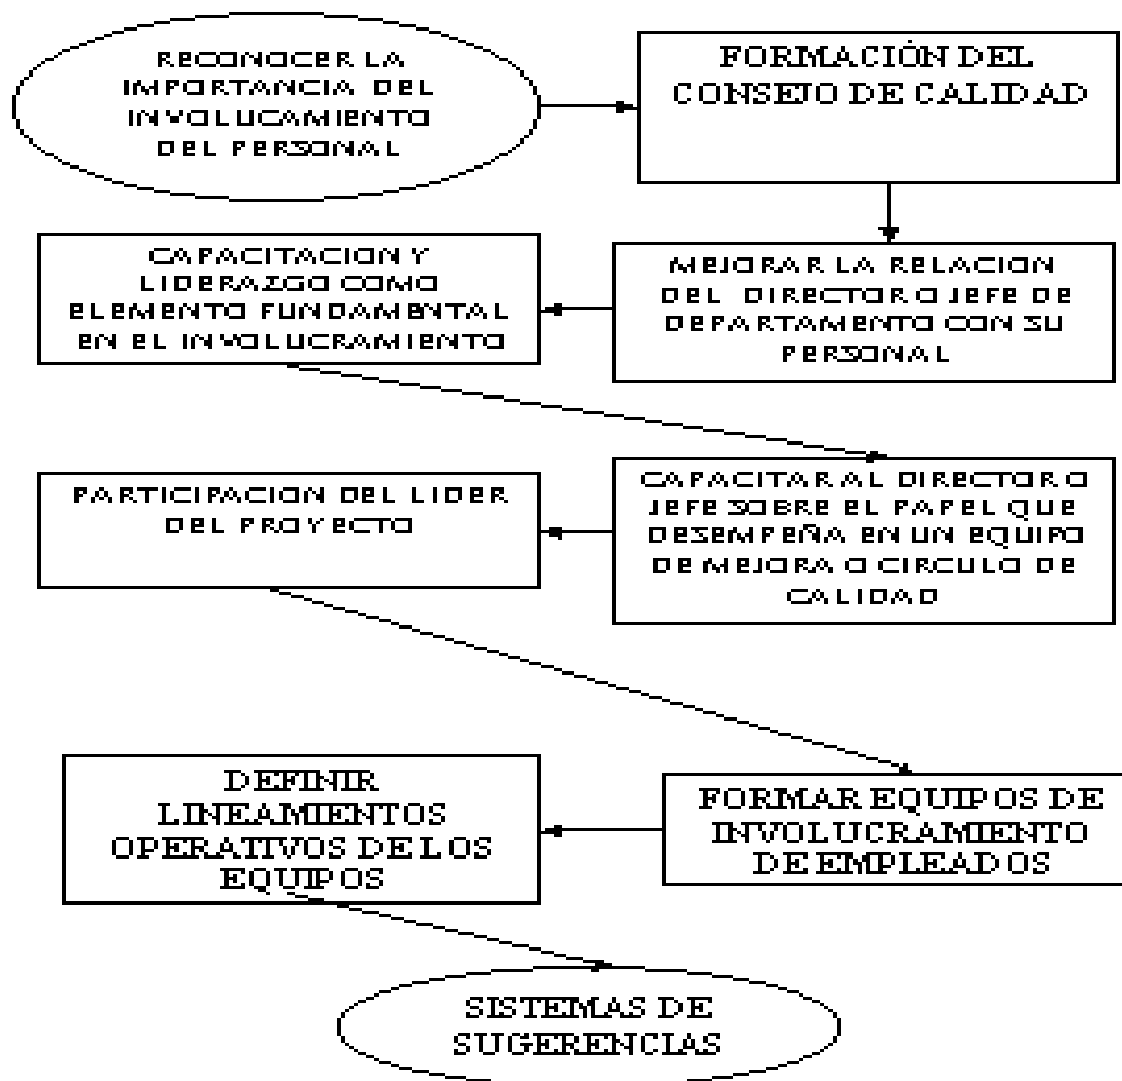 RECONOCER LA
IMPORTANCIA DEL
INVOLUCAMIENTO
DEL PERSONAL
FORMACIÓN DEL
CONSEJO DE CALIDAD
MEJORAR LA RELACION
DEL DIRECTOR O JEFE DE
DEPARTAMENTO CON SU
PERSONAL
CAPACITACION Y
LIDERAZGO COMO
ELEMENTO FUNDAMENTAL
EN EL INVOLUCRAMIENTO
CAPACITAR AL DIRECTOR O
JEFE SOBRE EL PAPEL QUE
DESEMPEÑA EN UN EQUIPO
DE MEJORA O CIRCULO DE
CALIDAD
PARTICIPACION DEL LIDER
DEL PROYECTO
FORMAR EQUIPOS DE
INVOLUCRAMIENTO
DE EMPLEADOS
DEFINIR
LINEAMIENTOS
OPERATIVOS DE LOS
EQUIPOS
SISTEMAS DE
SUGERENCIAS